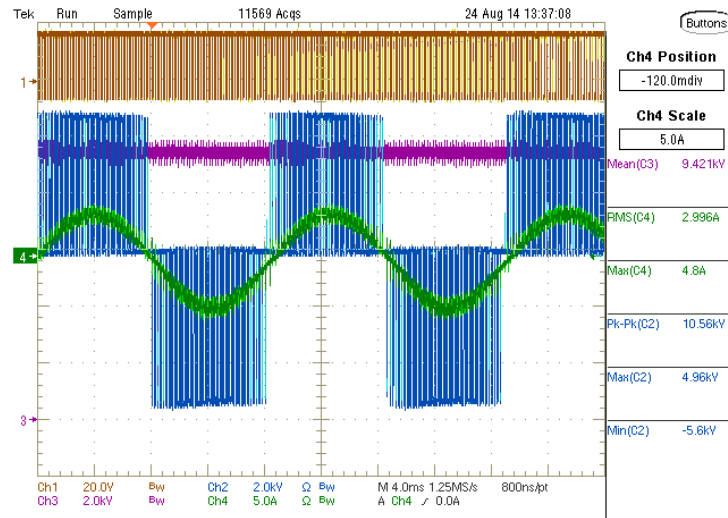 Tek Run Sample 11569 Acqs 24 Aug 14 13:37:08
Buttons
Ch4 Position
-120.0mdiv
Ch4 Scale
5.0A
Mean(C3) 9.421kV
RMS(C4) 2.996A
Max(C4) 4.8A
Pk-Pk(C2) 10.56kV
Max(C2) 4.96kV
Min(C2) -5.6kV
1
4
3
Ch1 20.0V Bw Ch2 2.0kV Ω Bw M 4.0ms 1.25MS/s 800ns/pt
Ch3 2.0kV Bw Ch4 5.0A Ω Bw A Ch4 ⁄ 0.0A